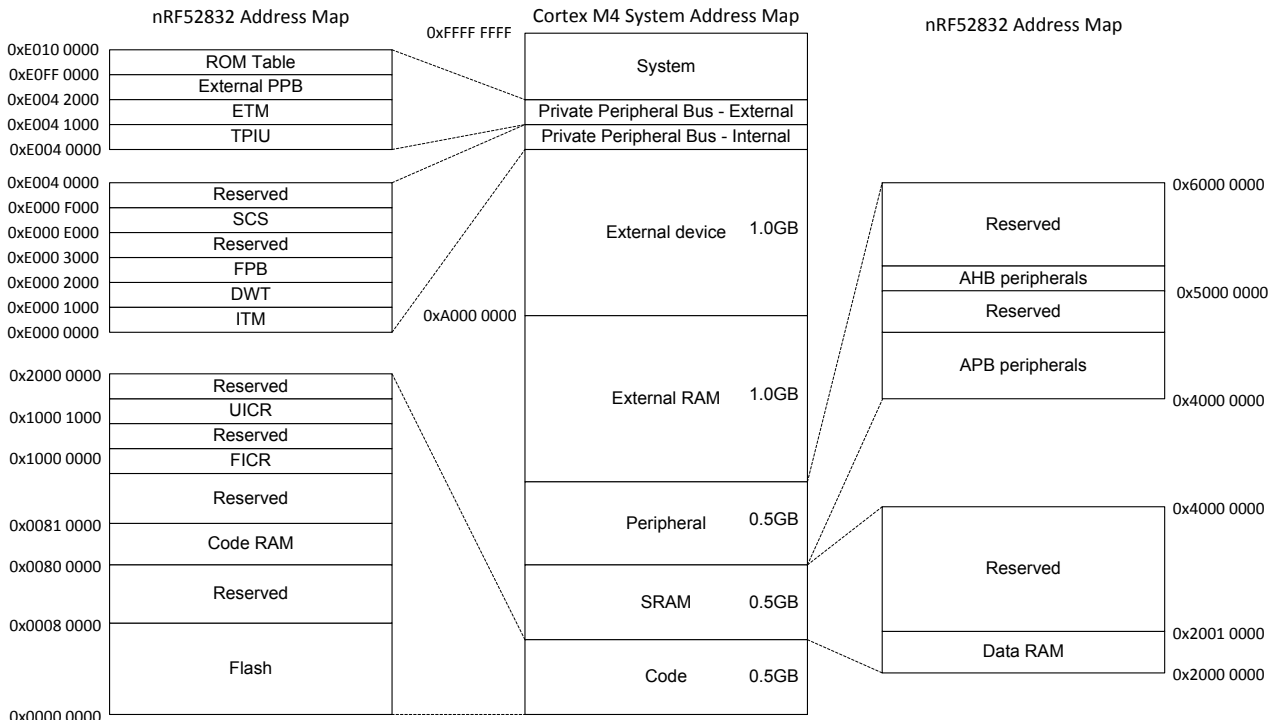 nRF52832 Address Map
0xE010 0000
ROM Table
0xE0FF 0000
External PPB
0xE004 2000
ETM
0xE004 1000
TPIU
0xE004 0000
0xE004 0000
Reserved
0xE000 F000
SCS
0xE000 E000
Reserved
0xE000 3000
FPB
0xE000 2000
DWT
0xE000 1000
ITM
0xE000 0000
0x2000 0000
Reserved
UICR
0x1000 1000
Reserved
0x1000 0000
FICR
Reserved
0x0081 0000
Code RAM
0x0080 0000
Reserved
0x0008 0000
Flash
0x0000 0000
Cortex M4 System Address Map
0xFFFF FFFF
System
Private Peripheral Bus - External
Private Peripheral Bus - Internal
External device 1.0GB
0xA000 0000
External RAM 1.0GB
Peripheral 0.5GB
SRAM 0.5GB
Code 0.5GB
nRF52832 Address Map
0x6000 0000
Reserved
AHB peripherals
0x5000 0000
Reserved
APB peripherals
0x4000 0000
0x4000 0000
Reserved
0x2001 0000
Data RAM
0x2000 0000